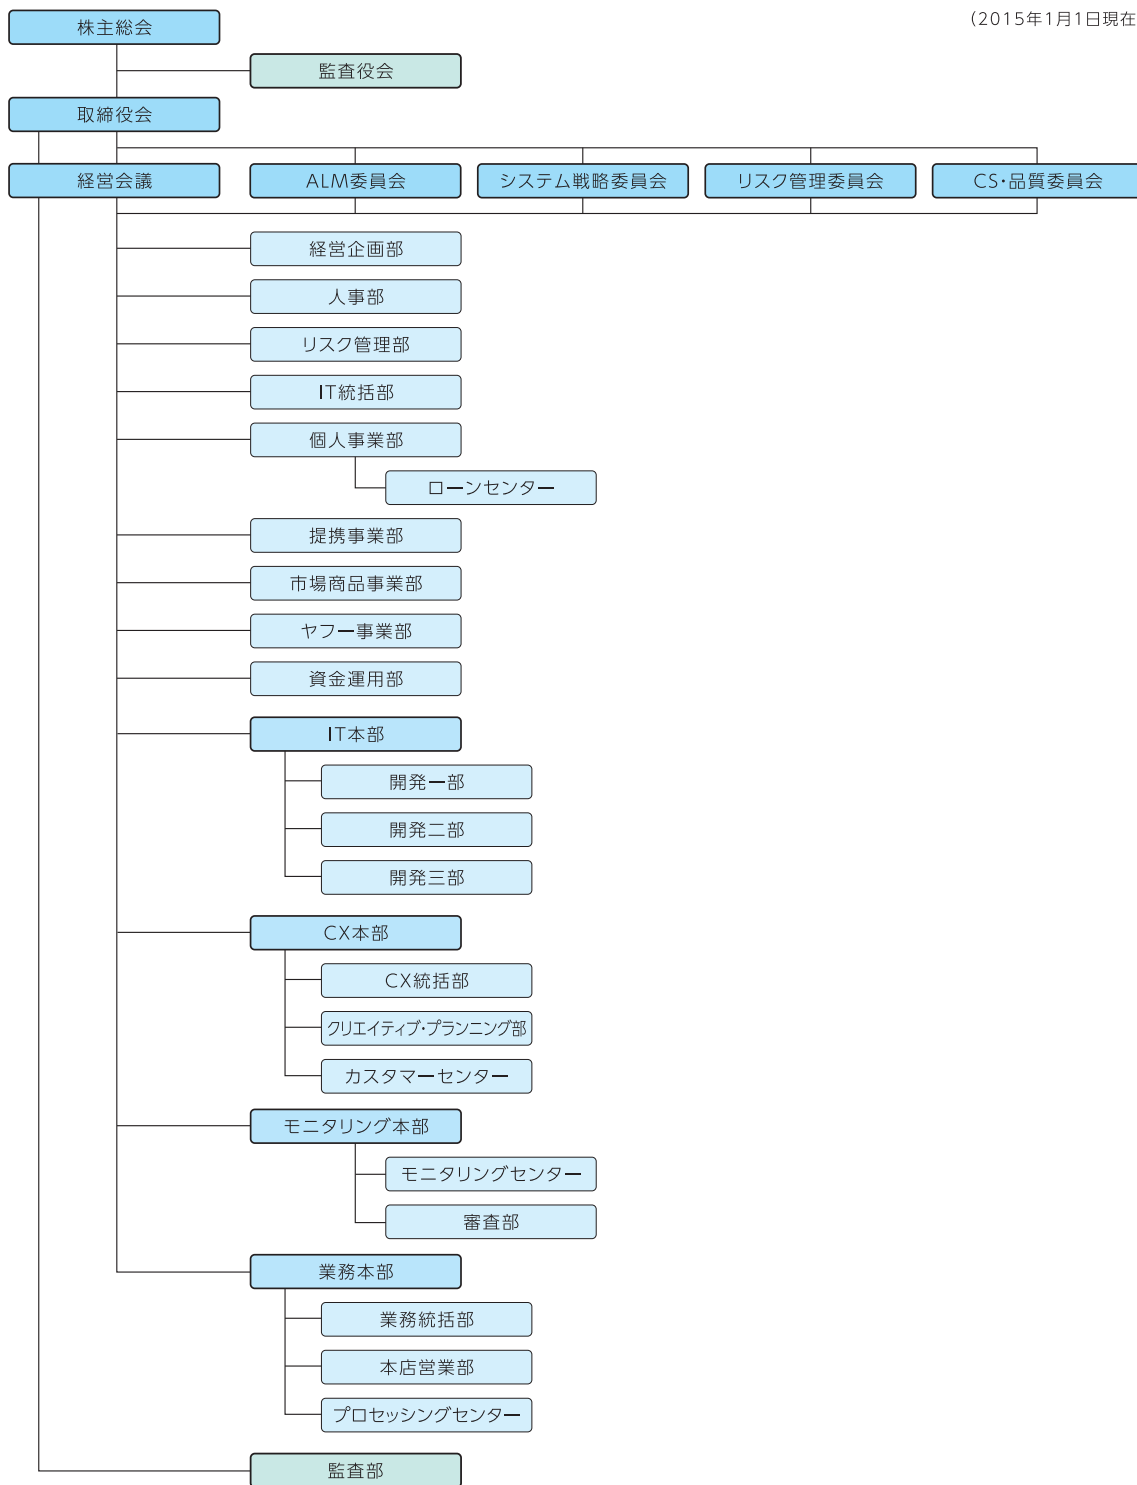 (2015年1月1日現在
株主総会
監査役会
取締役会
経営会議
ALM委員会
システム戦略委員会
リスク管理委員会
CS・品質委員会
経営企画部
人事部
リスク管理部
IT統括部
個人事業部
ローンセンター
提携事業部
市場商品事業部
ヤフー事業部
資金運用部
IT本部
開発一部
開発二部
開発三部
CX本部
CX統括部
クリエイティブ・プランニング部
カスタマーセンター
モニタリング本部
モニタリングセンター
審査部
業務本部
業務統括部
本店営業部
プロセッシングセンター
監査部